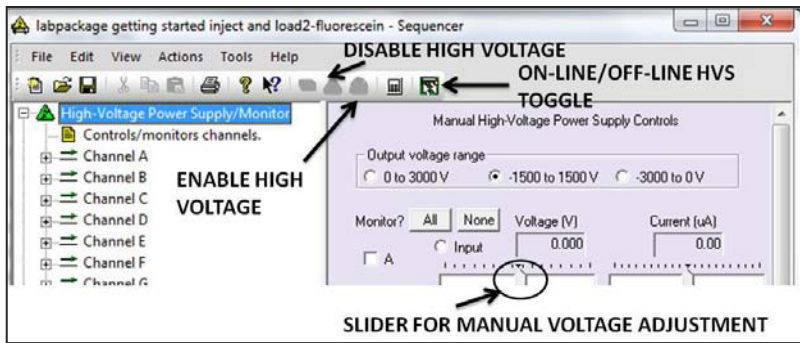 labpackage getting started inject and load2-fluorescein - Sequencer
File Edit View Actions Tools Help
DISABLE HIGH VOLTAGE
ON-LINE/OFF-LINE HVS
TOGGLE
High-Voltage Power Supply/Monitor
Controls/monitors channels.
Channel A
Channel B
Channel C
Channel D
Channel E
Channel F
Channel G
ENABLE HIGH
VOLTAGE
Manual High-Voltage Power Supply Controls
Output voltage range
0 to 3000 V -1500 to 1500 V -3000 to 0 V
Monitor? All None Voltage (V) Current (uA)
A Input 0.000 0.00
SLIDER FOR MANUAL VOLTAGE ADJUSTMENT